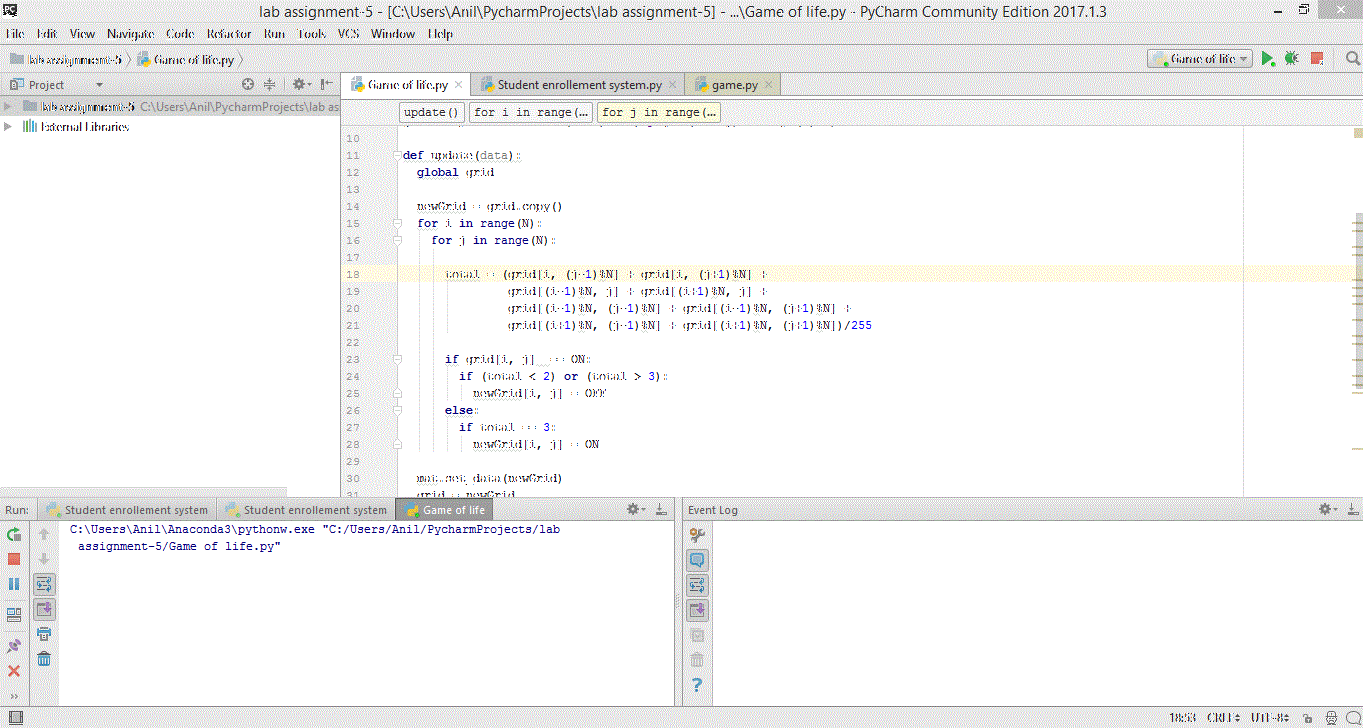 lab assignment-5 - [C:\Users\Anil\PycharmProjects\lab assignment-5] - ...\Game of life.py - PyCharm Community Edition 2017.1.3
File Edit View Navigate Code Refactor Run Tools VCS Window Help
lab assignment-5 Game of life.py
Game of life
Project
Game of life.py Student enrollement system.py game.py
lab assignment-5 C:\Users\Anil\PycharmProjects\lab as
External Libraries
update() for i in range(... for j in range(...
10
11 def update(data):
12 global grid
13
14 newGrid = grid.copy()
15 for i in range(N):
16 for j in range(N):
17
18 total = (grid[i, (j-1)%N] + grid[i, (j+1)%N] +
19 grid[(i-1)%N, j] + grid[(i+1)%N, j] +
20 grid[(i-1)%N, (j-1)%N] + grid[(i-1)%N, (j+1)%N] +
21 grid[(i+1)%N, (j-1)%N] + grid[(i+1)%N, (j+1)%N])/255
22
23 if grid[i, j] == ON:
24 if (total < 2) or (total > 3):
25 newGrid[i, j] = OFF
26 else:
27 if total == 3:
28 newGrid[i, j] = ON
29
30 mat.set_data(newGrid)
31 grid = newGrid
Run: Student enrollement system Student enrollement system Game of life
C:\Users\Anil\Anaconda3\pythonw.exe "C:/Users/Anil/PycharmProjects/lab
assignment-5/Game of life.py"
Event Log
18:53 CRLF UTF-8